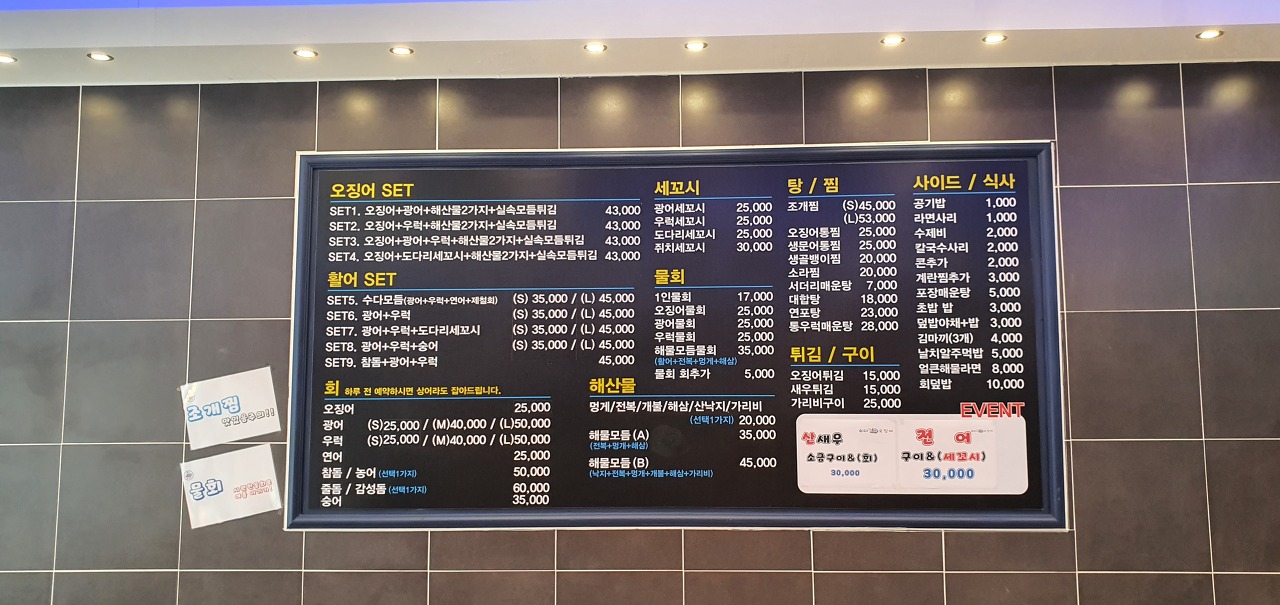 오징어 SET
SET1. 오징어+광어+해산물2가지+실속모듬튀김 43,000
SET2. 오징어+우럭+해산물2가지+실속모듬튀김 43,000
SET3. 오징어+광어+우럭+해산물2가지+실속모듬튀김 43,000
SET4. 오징어+도다리세꼬시+해산물2가지+실속모듬튀김 43,000
활어 SET
SET5. 수다모듬(광어+우럭+연어+제철회) (S) 35,000 / (L) 45,000
SET6. 광어+우럭 (S) 35,000 / (L) 45,000
SET7. 광어+우럭+도다리세꼬시 (S) 35,000 / (L) 45,000
SET8. 광어+우럭+숭어 (S) 35,000 / (L) 45,000
SET9. 참돔+광어+우럭 45,000
회 하루 전 예약하시면 상어라도 잡아드립니다.
오징어 25,000
광어 (S)25,000 / (M)40,000 / (L)50,000
우럭 (S)25,000 / (M)40,000 / (L)50,000
연어 25,000
참돔 / 농어 (선택1가지) 50,000
줄돔 / 감성돔 (선택1가지) 60,000
숭어 35,000
세꼬시
광어세꼬시 25,000
우럭세꼬시 25,000
도다리세꼬시 25,000
쥐치세꼬시 30,000
물회
1인물회 17,000
오징어물회 25,000
광어물회 25,000
우럭물회 25,000
해물모듬물회 35,000
(활어+전복+멍게+해삼)
물회 회추가 5,000
해산물
멍게/전복/개불/해삼/산낙지/가리비
(선택1가지) 20,000
해물모듬 (A) 35,000
(전복+멍게+해삼)
해물모듬 (B) 45,000
(낙지+전복+멍게+개불+해삼+가리비)
탕 / 찜
조개찜 (S)45,000
(L)53,000
오징어통찜 25,000
생문어통찜 25,000
생골뱅이찜 20,000
소라찜 20,000
서더리매운탕 7,000
대합탕 18,000
연포탕 23,000
통우럭매운탕 28,000
튀김 / 구이
오징어튀김 15,000
새우튀김 15,000
가리비구이 25,000
사이드 / 식사
공기밥 1,000
라면사리 1,000
수제비 2,000
칼국수사리 2,000
콘추가 2,000
계란찜추가 3,000
포장매운탕 5,000
초밥 밥 3,000
덮밥야채+밥 3,000
김마끼(3개) 4,000
날치알주먹밥 5,000
얼큰해물라면 8,000
회덮밥 10,000
EVENT
산새우
소금구이&(회)
30,000
전 어
구이&(세꼬시)
30,000
조개찜
물회